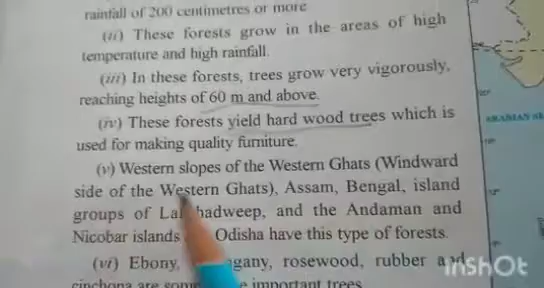 rainfall of 200 centimetres or more
(ii) These forests grow in the areas of high
temperature and high rainfall.
(iii) In these forests, trees grow very vigorously,
reaching heights of 60 m and above.
(iv) These forests yield hard wood trees which is
used for making quality furniture.
(v) Western slopes of the Western Ghats (Windward
side of the Western Ghats), Assam, Bengal, island
groups of and the Andaman and
Nicobar islands Odisha have this type of forests.
(vi) Ebony, rosewood, rubber and
cinchona are important trees
ARABIAN
InShOt